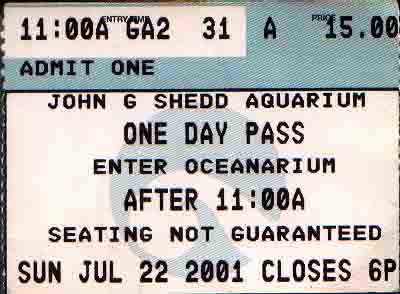 ENTRY TIME PRICE
11:00A GA2 31 A 15.00
ADMIT ONE
JOHN G SHEDD AQUARIUM
ONE DAY PASS
ENTER OCEANARIUM
AFTER 11:00A
SEATING NOT GUARANTEED
SUN JUL 22 2001 CLOSES 6P